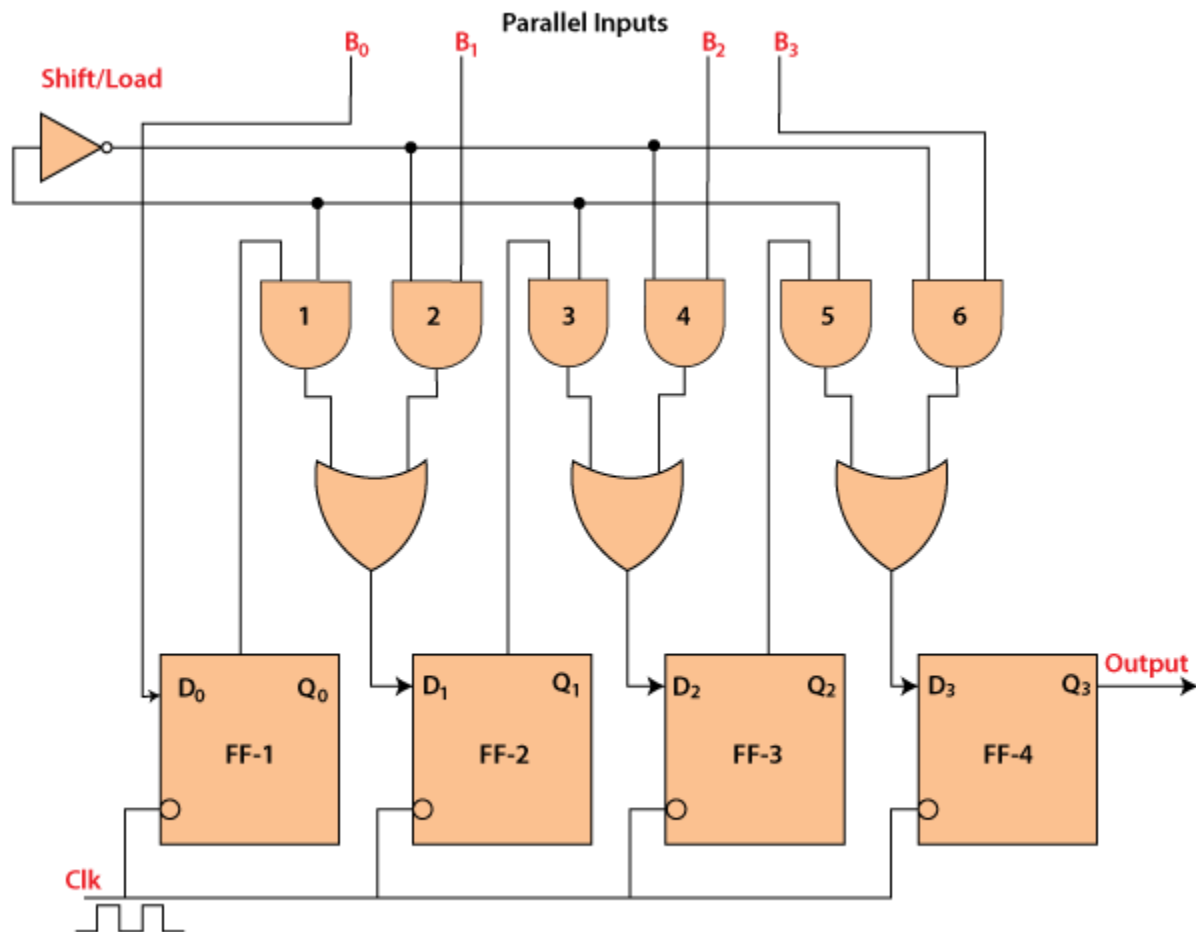 Parallel Inputs
B₀ B₁ B₂ B₃
Shift/Load
1 2 3 4 5 6
Output
D₀ Q₀ D₁ Q₁ D₂ Q₂ D₃ Q₃
FF-1 FF-2 FF-3 FF-4
Clk